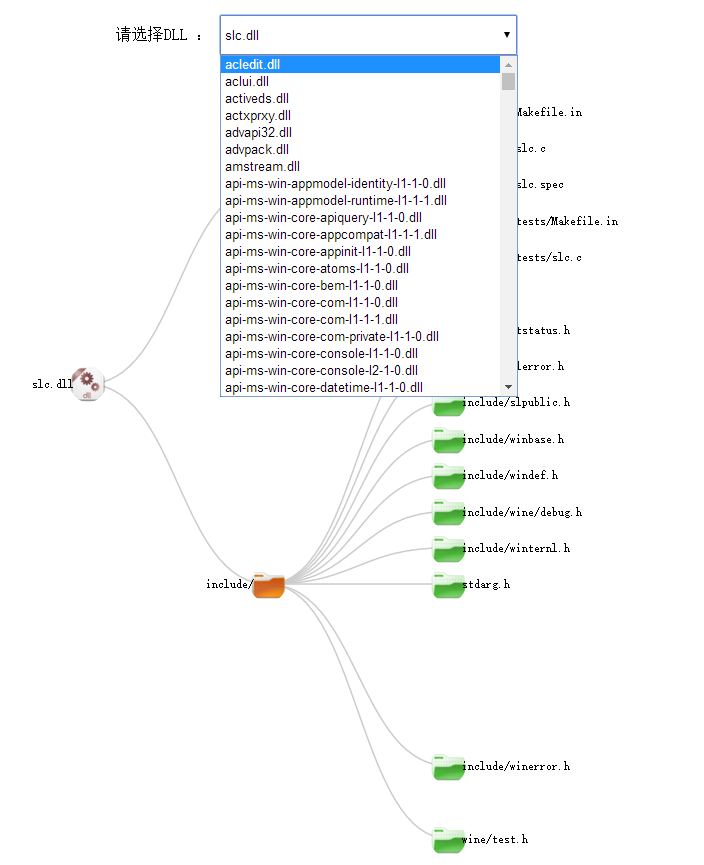 请选择DLL :
slc.dll
acledit.dll
aclui.dll
activeds.dll
actxprxy.dll
advapi32.dll
advpack.dll
amstream.dll
api-ms-win-appmodel-identity-l1-1-0.dll
api-ms-win-appmodel-runtime-l1-1-1.dll
api-ms-win-core-apiquery-l1-1-0.dll
api-ms-win-core-appcompat-l1-1-1.dll
api-ms-win-core-appinit-l1-1-0.dll
api-ms-win-core-atoms-l1-1-0.dll
api-ms-win-core-bem-l1-1-0.dll
api-ms-win-core-com-l1-1-0.dll
api-ms-win-core-com-l1-1-1.dll
api-ms-win-core-com-private-l1-1-0.dll
api-ms-win-core-console-l1-1-0.dll
api-ms-win-core-console-l2-1-0.dll
api-ms-win-core-datetime-l1-1-0.dll
Makefile.in
slc.c
slc.spec
tests/Makefile.in
tests/slc.c
tstatus.h
lerror.h
slc.dll
dll
include/slpublic.h
include/winbase.h
include/windef.h
include/wine/debug.h
include/winternl.h
include/
stdarg.h
include/winerror.h
wine/test.h